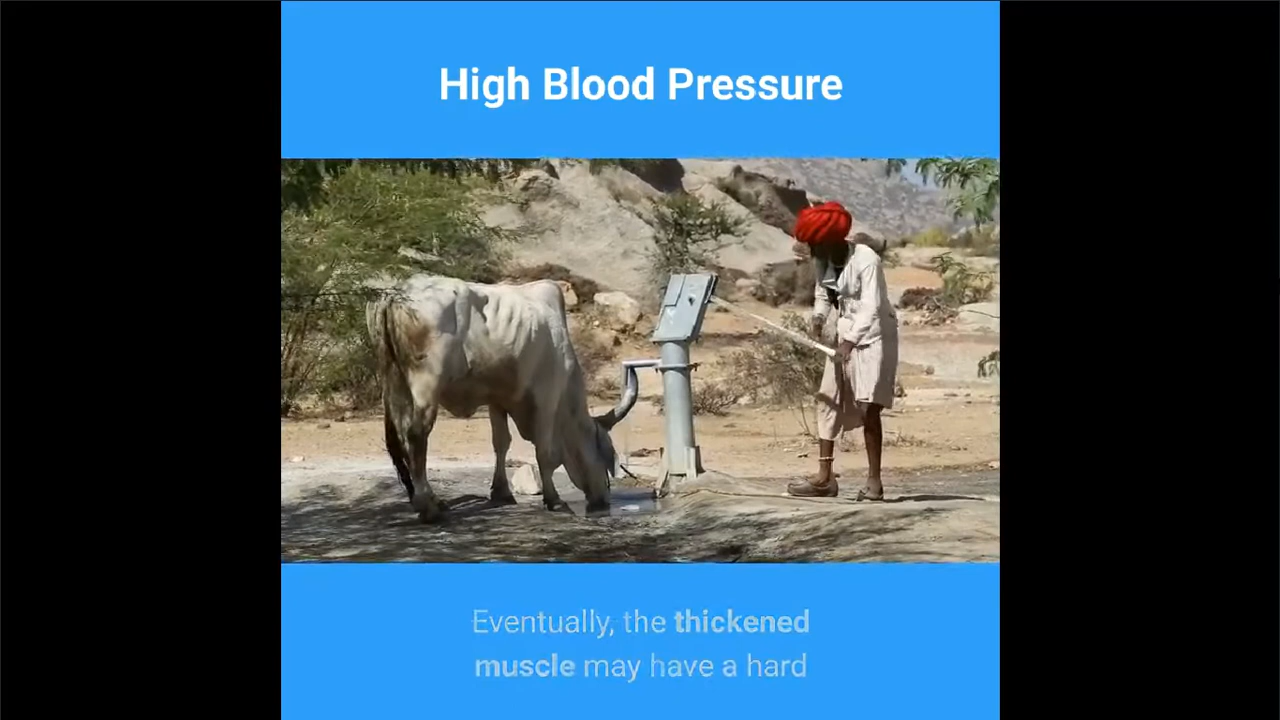 High Blood Pressure
Eventually, the thickened
muscle may have a hard